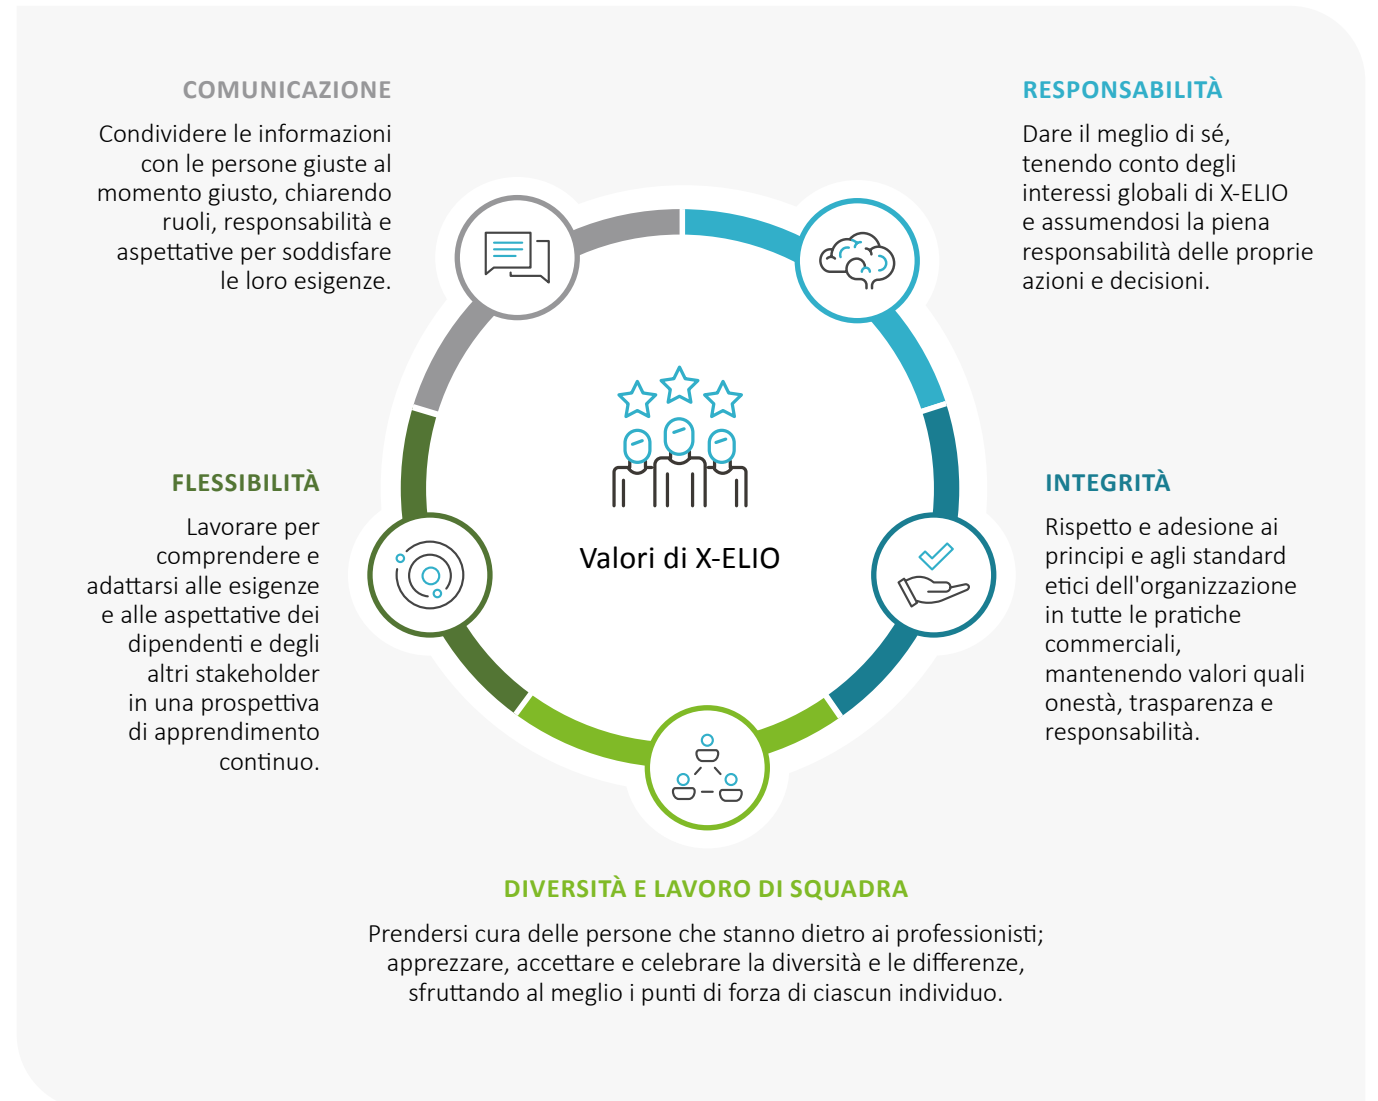 COMUNICAZIONE
Condividere le informazioni
con le persone giuste al
momento giusto, chiarendo
ruoli, responsabilità e
aspettative per soddisfare
le loro esigenze.
RESPONSABILITÀ
Dare il meglio di sé,
tenendo conto degli
interessi globali di X-ELIO
e assumendosi la piena
responsabilità delle proprie
azioni e decisioni.
Valori di X-ELIO
FLESSIBILITÀ
Lavorare per
comprendere e
adattarsi alle esigenze
e alle aspettative dei
dipendenti e degli
altri stakeholder
in una prospettiva
di apprendimento
continuo.
INTEGRITÀ
Rispetto e adesione ai
principi e agli standard
etici dell'organizzazione
in tutte le pratiche
commerciali,
mantenendo valori quali
onestà, trasparenza e
responsabilità.
DIVERSITÀ E LAVORO DI SQUADRA
Prendersi cura delle persone che stanno dietro ai professionisti;
apprezzare, accettare e celebrare la diversità e le differenze,
sfruttando al meglio i punti di forza di ciascun individuo.